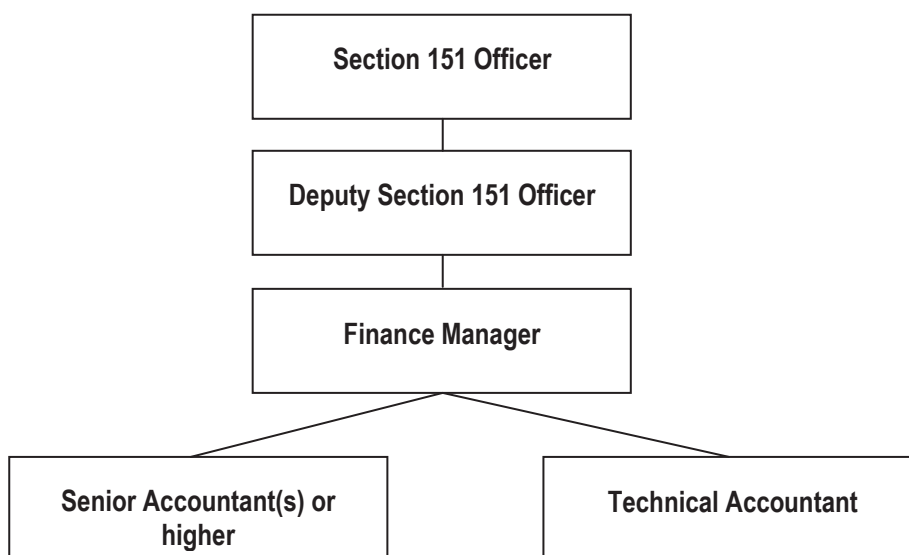 Section 151 Officer
Deputy Section 151 Officer
Finance Manager
Senior Accountant(s) or
higher
Technical Accountant